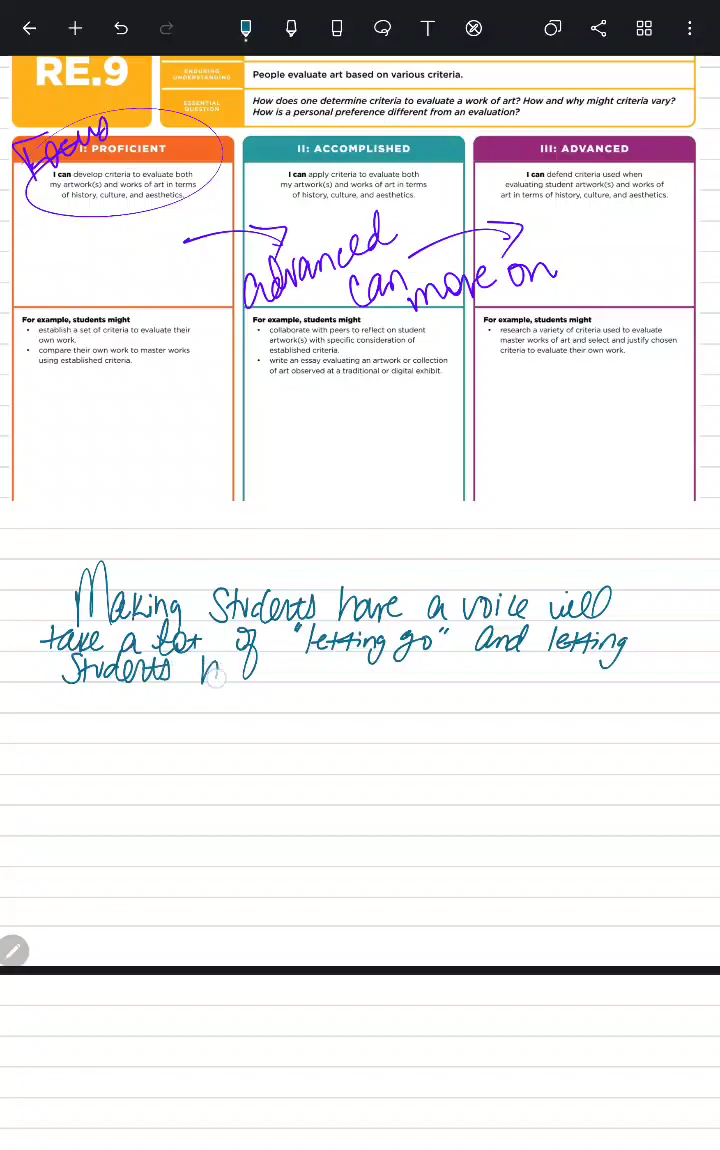 RE.9
ENDURING
UNDERSTANDING
People evaluate art based on various criteria.
ESSENTIAL
QUESTION
How does one determine criteria to evaluate a work of art? How and why might criteria vary?
How is a personal preference different from an evaluation?
Focus
I: PROFICIENT
I can develop criteria to evaluate both
my artwork(s) and works of art in terms
of history, culture, and aesthetics.
For example, students might
• establish a set of criteria to evaluate their
own work.
• compare their own work to master works
using established criteria.
II: ACCOMPLISHED
I can apply criteria to evaluate both
my artwork(s) and works of art in terms
of history, culture, and aesthetics.
For example, students might
• collaborate with peers to reflect on student
artwork(s) with specific consideration of
established criteria.
• write an essay evaluating an artwork or collection
of art observed at a traditional or digital exhibit.
III: ADVANCED
I can defend criteria used when
evaluating student artwork(s) and works of
art in terms of history, culture, and aesthetics.
For example, students might
• research a variety of criteria used to evaluate
master works of art and select and justify chosen
criteria to evaluate their own work.
Advanced
can move on
Making Students have a voice will
take a lot of "letting go" and letting
Students